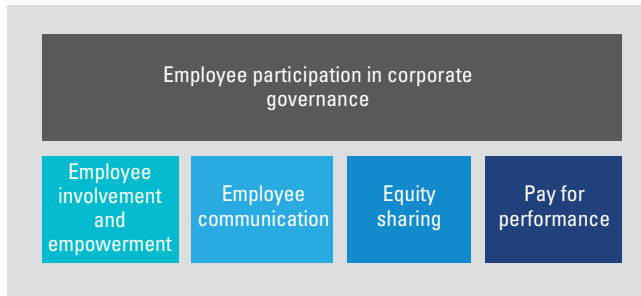 Employee participation in corporate
governance
Employee
involvement
and
empowerment
Employee
communication
Equity
sharing
Pay for
performance